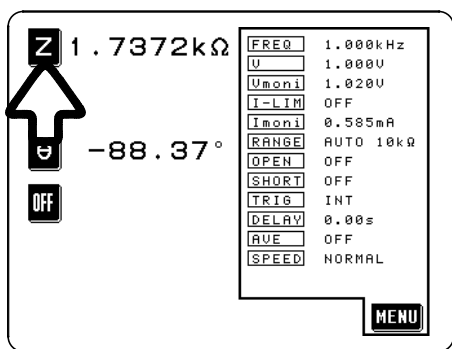 Z 1.7372kΩ
θ -88.37°
OFF
FREQ 1.000kHz
V 1.000V
Vmoni 1.020V
I-LIM OFF
Imoni 0.585mA
RANGE AUTO 10kΩ
OPEN OFF
SHORT OFF
TRIG INT
DELAY 0.00s
AVE OFF
SPEED NORMAL
MENU